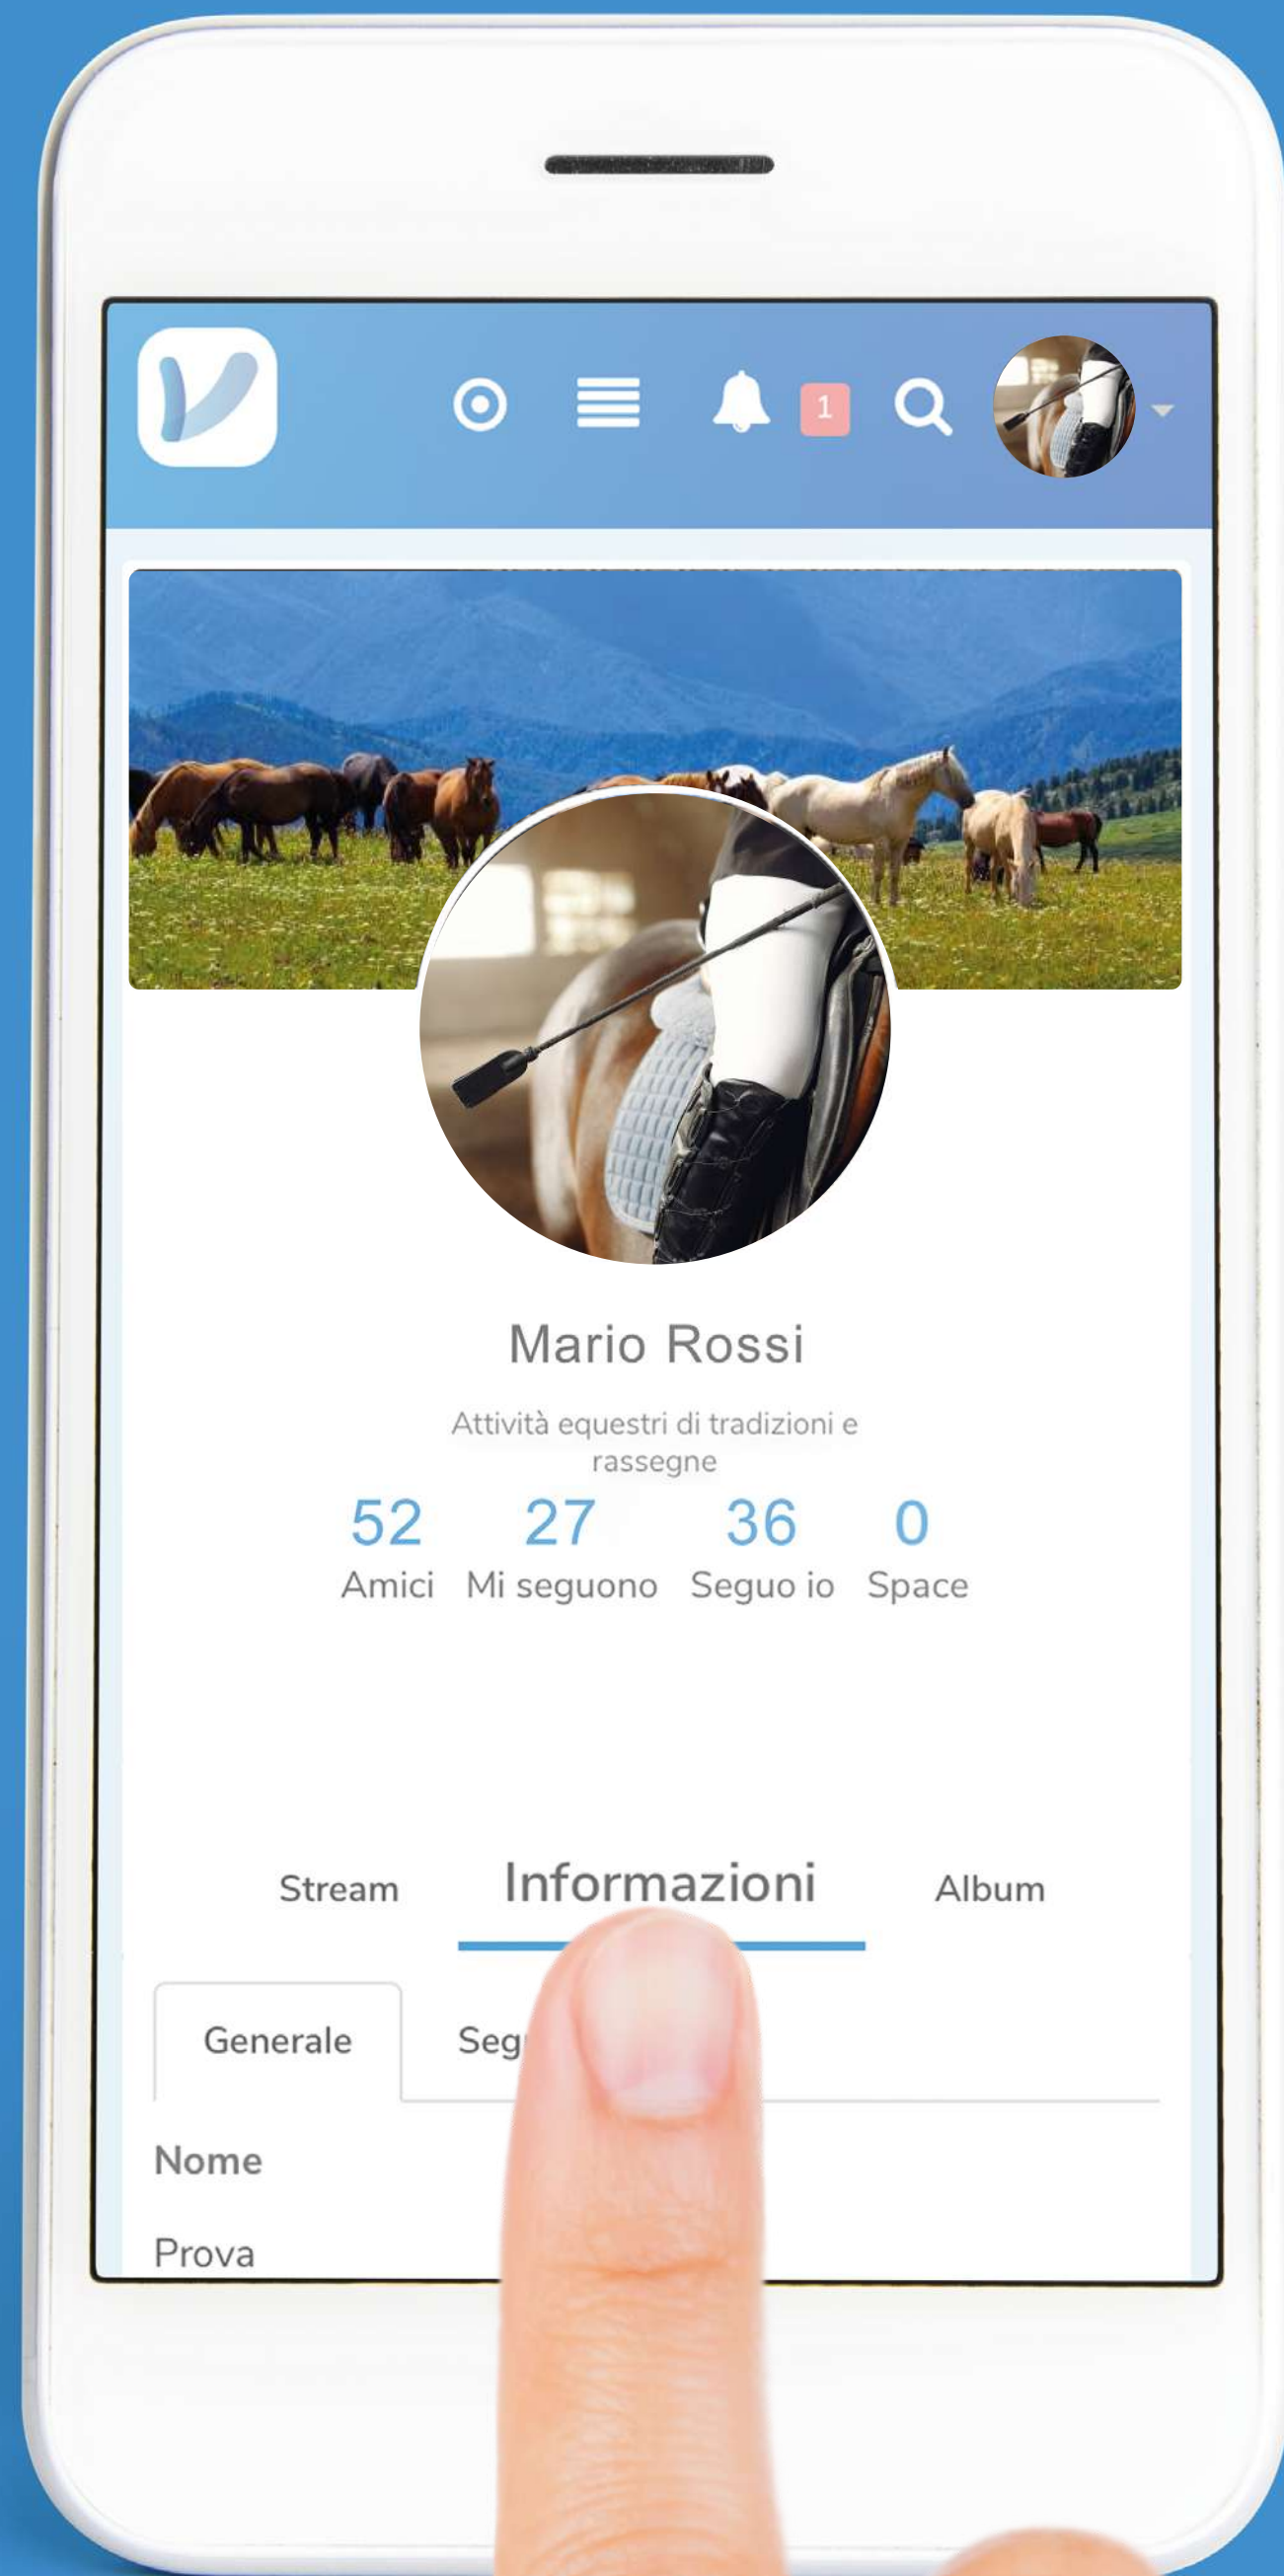 1
Mario Rossi
Attività equestri di tradizioni e
rassegne
52 27 36 0
Amici Mi seguono Seguo io Space
Stream Informazioni Album
Generale
Nome
Prova